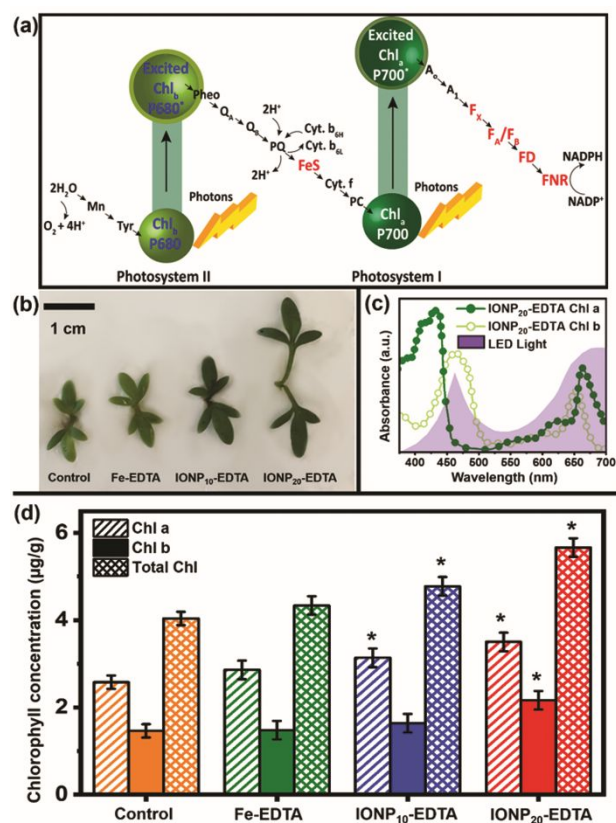 (a)
Excited
Chl_b
P680*
Pheo
Q_A
Q_B
2H⁺
PQ
Cyt. b_6H
Cyt. b_6L
2H⁺
FeS
Cyt. f
PC
2H₂O
O₂ + 4H⁺
Mn
Tyr
Chl_b
P680
Photons
Photosystem II
Excited
Chl_a
P700*
A_o
A_1
F_X
F_A/F_B
FD
FNR
NADPH
NADP⁺
Photons
Chl_a
P700
Photosystem I
(b)
1 cm
Control
Fe-EDTA
IONP₁₀-EDTA
IONP₂₀-EDTA
(c)
IONP₂₀-EDTA Chl a
IONP₂₀-EDTA Chl b
LED Light
Absorbance (a.u.)
400 450 500 550 600 650 700
Wavelength (nm)
(d)
Chl a
Chl b
Total Chl
Chlorophyll concentration (µg/g)
6
4
2
0
* * * * *
Control Fe-EDTA IONP₁₀-EDTA IONP₂₀-EDTA